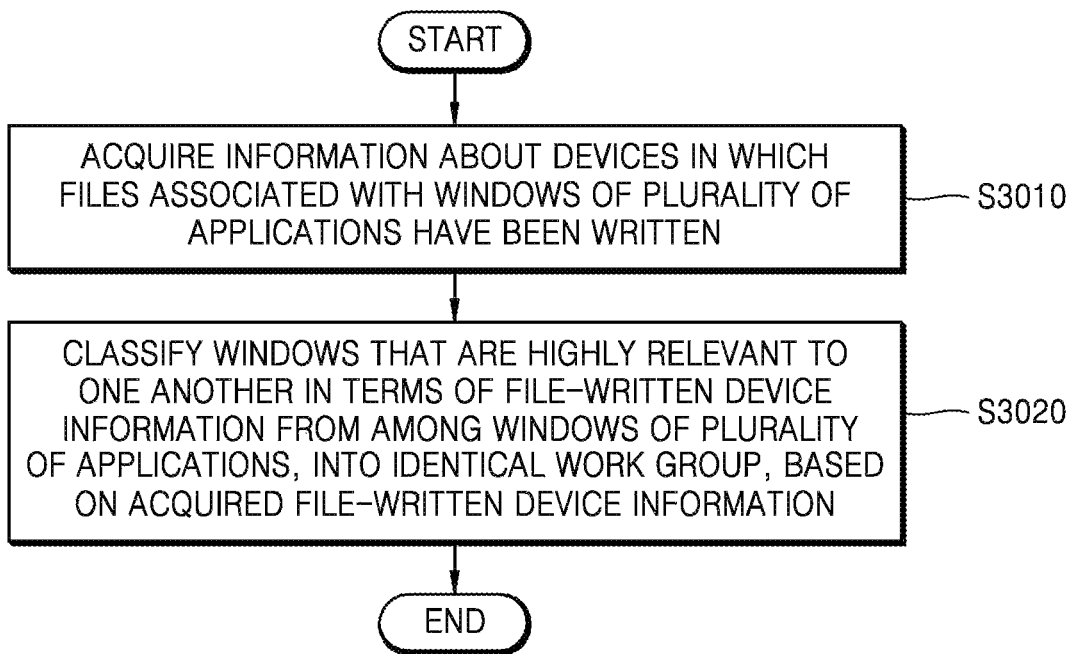 START
ACQUIRE INFORMATION ABOUT DEVICES IN WHICH
FILES ASSOCIATED WITH WINDOWS OF PLURALITY OF
APPLICATIONS HAVE BEEN WRITTEN
S3010
CLASSIFY WINDOWS THAT ARE HIGHLY RELEVANT TO
ONE ANOTHER IN TERMS OF FILE-WRITTEN DEVICE
INFORMATION FROM AMONG WINDOWS OF PLURALITY
OF APPLICATIONS, INTO IDENTICAL WORK GROUP, BASED
ON ACQUIRED FILE-WRITTEN DEVICE INFORMATION
S3020
END